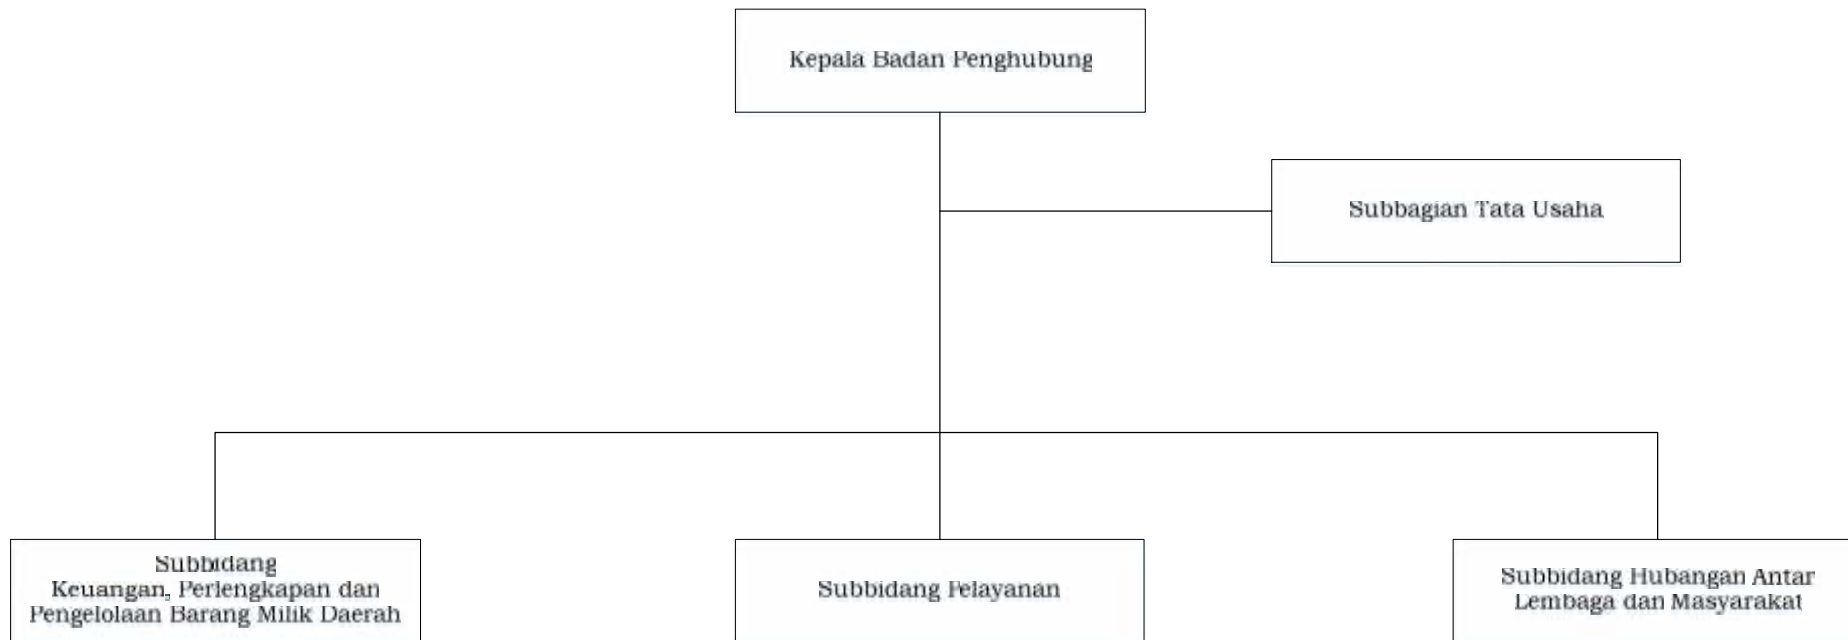 Kepala Badan Penghubung
Subbagian Tata Usaha
Subbidang
Keuangan, Perlengkapan dan
Pengelolaan Barang Milik Daerah
Subbidang Pelayanan
Subbidang Hubangan Antar
Lembaga dan Masyarakat